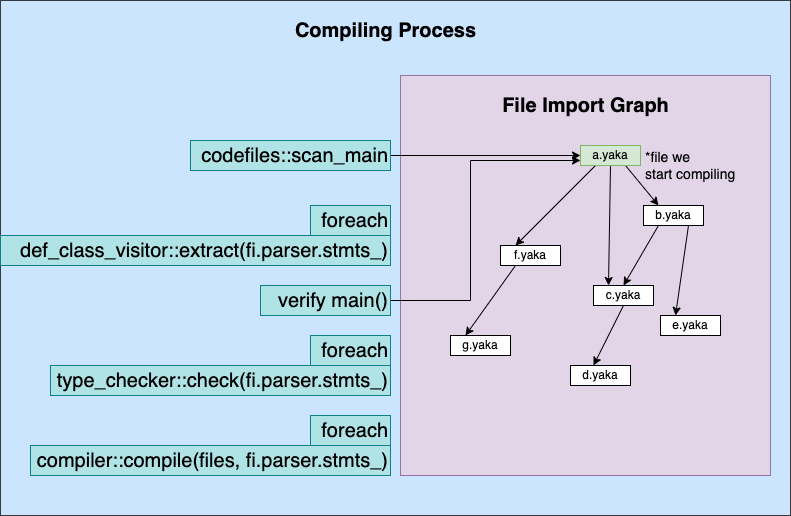 Compiling Process
File Import Graph
codefiles::scan_main
a.yaka
*file we
start compiling
foreach
b.yaka
def_class_visitor::extract(fi.parser.stmts_)
f.yaka
verify main()
c.yaka
e.yaka
foreach
g.yaka
type_checker::check(fi.parser.stmts_)
d.yaka
foreach
compiler::compile(files, fi.parser.stmts_)